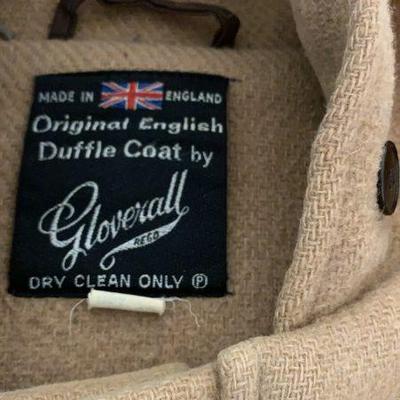 MADE IN ENGLAND
Original English
Duffle Coat by
Gloverall
REGD.
DRY CLEAN ONLY Ⓟ